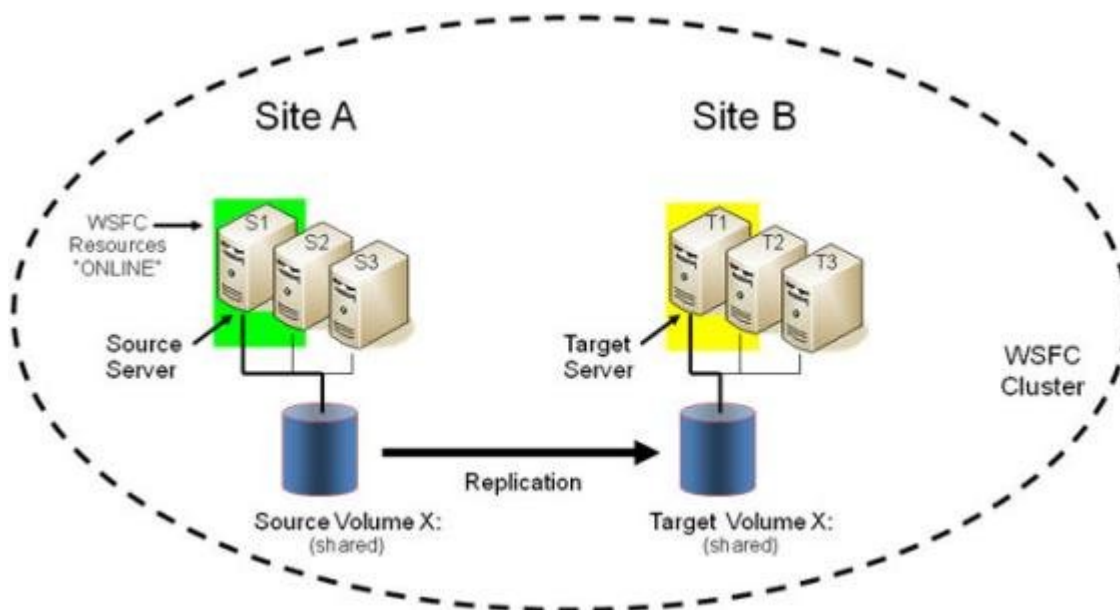 Site A
Site B
WSFC
Resources
"ONLINE"
S1
S2
S3
T1
T2
T3
Source
Server
Target
Server
WSFC
Cluster
Replication
Source Volume X:
(shared)
Target Volume X:
(shared)